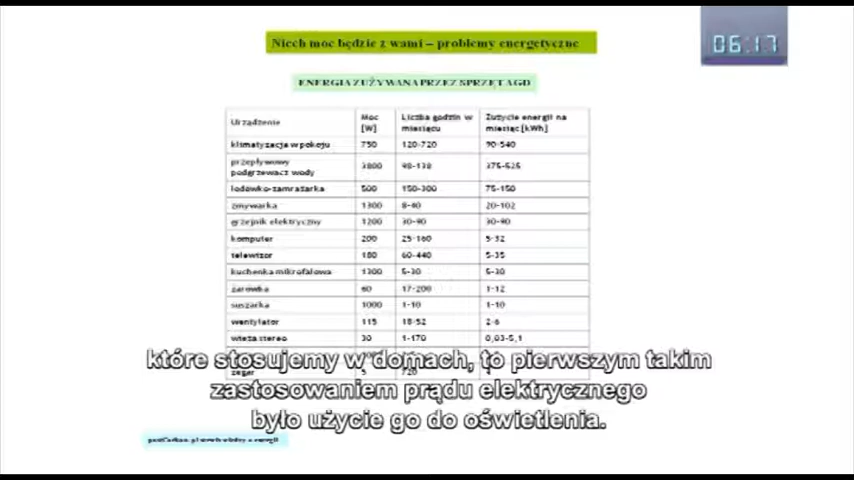 06:17
Niech moc będzie z wami – problemy energetyczne
ENERGIA ZUŻYWANA PRZEZ SPRZĘT AGD
Urządzenie Moc [W] Liczba godzin w miesiącu Zużycie energii na miesiąc [kWh]
klimatyzacja w pokoju 750 120-720 90-540
przepływowy podgrzewacz wody 3800 98-138 375-525
lodówko-zamrażarka 500 150-300 75-150
zmywarka 1300 8-40 20-102
grzejnik elektryczny 1200 30-90 30-90
komputer 200 25-160 5-32
telewizor 180 60-440 5-35
kuchenka mikrofalowa 1300 5-30 5-30
żarówka 60 17-200 1-12
suszarka 1000 1-10 1-10
wentylator 115 18-52 2-6
wieża stereo 30 1-170 0,03-5,1
zegar 5 720
które stosujemy w domach, to pierwszym takim
zastosowaniem prądu elektrycznego
było użycie go do oświetlenia.